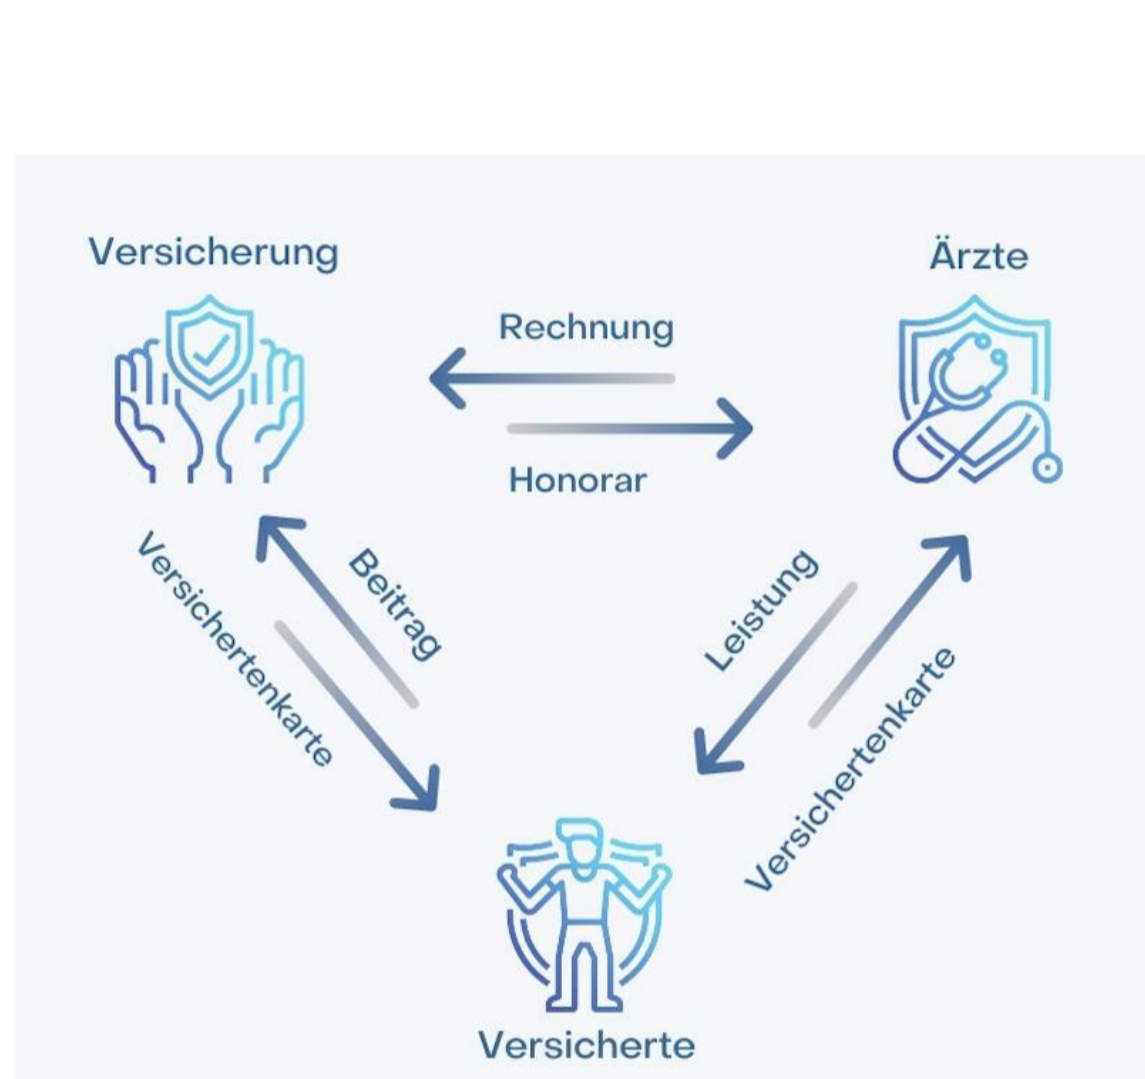 Versicherung
Ärzte
Rechnung
Honorar
Versichertenkarte
Beitrag
Leistung
Versichertenkarte
Versicherte